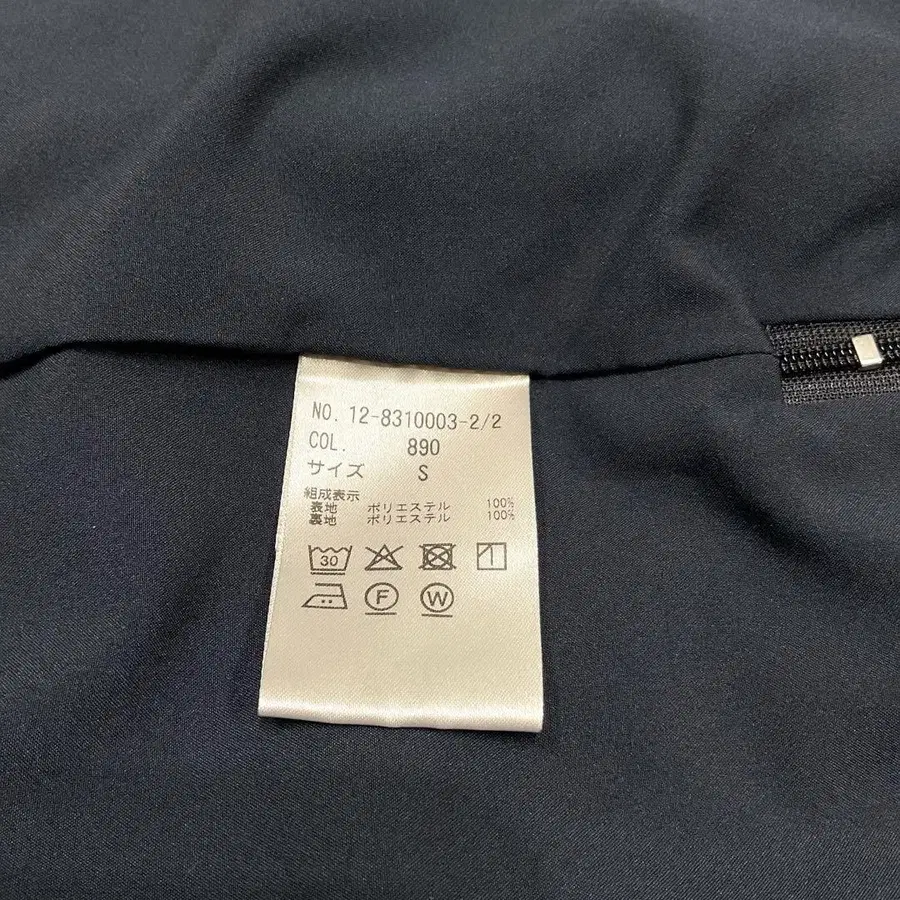 NO. 12-8310003-2/2
COL. 890
サイズ S
組成表示
表地 ポリエステル 100%
裏地 ポリエステル 100%
30
F W